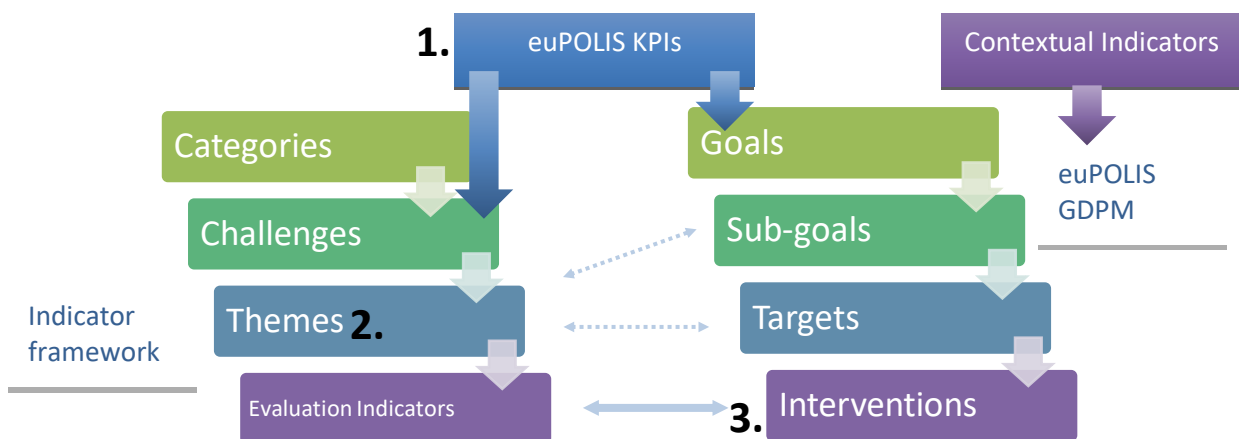 1.
euPOLIS KPIs
Contextual Indicators
Categories
Goals
euPOLIS
GDPM
Challenges
Sub-goals
Indicator
framework
Themes 2.
Targets
Evaluation Indicators
3. Interventions